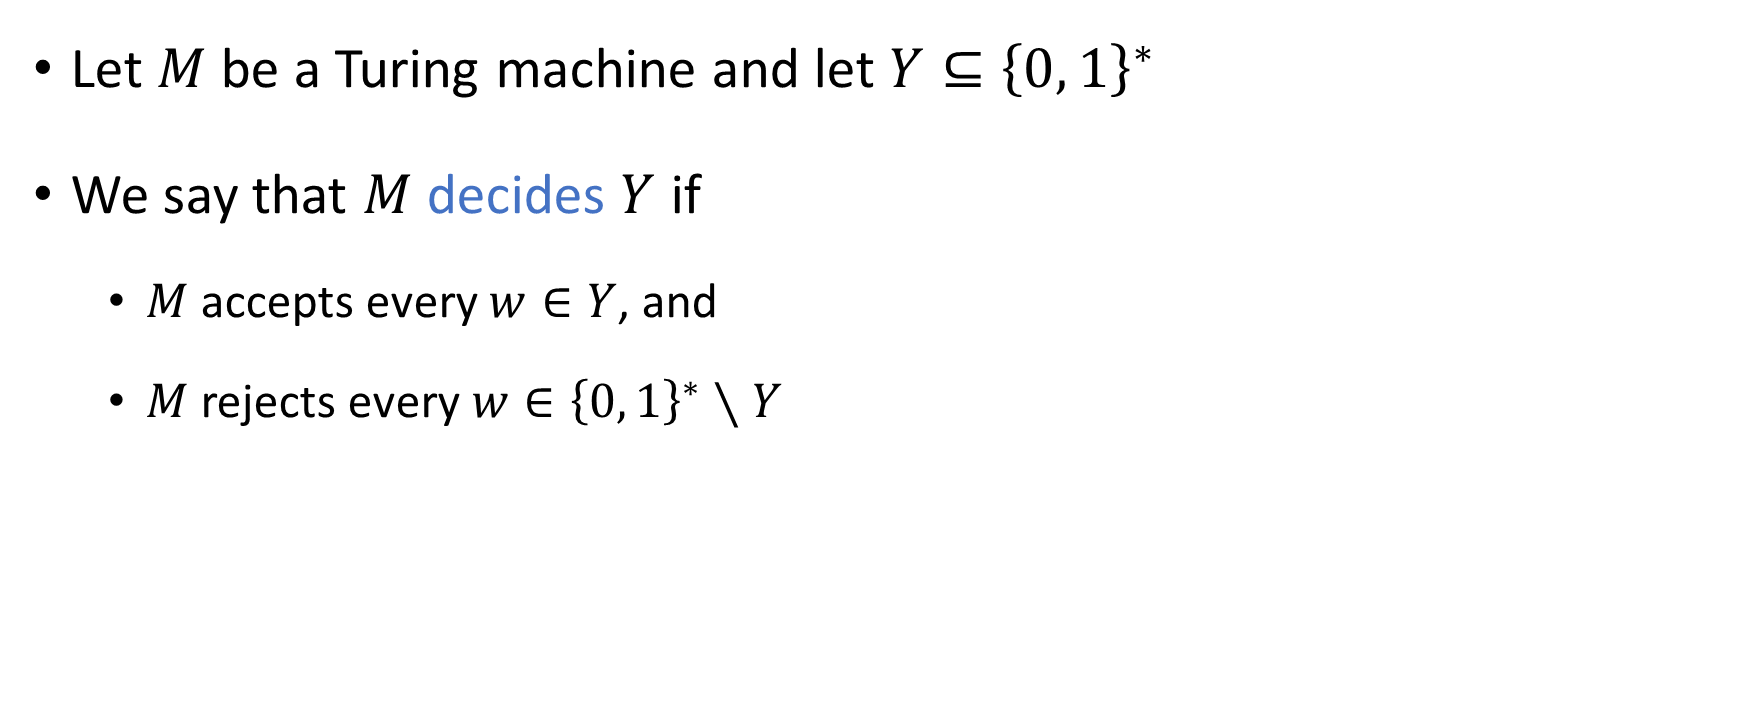 • Let 𝑀 be a Turing machine and let 𝑌 ⊆ {0, 1}*
• We say that 𝑀 decides 𝑌 if
• 𝑀 accepts every 𝑤 ∈ 𝑌, and
• 𝑀 rejects every 𝑤 ∈ {0, 1}* \ 𝑌